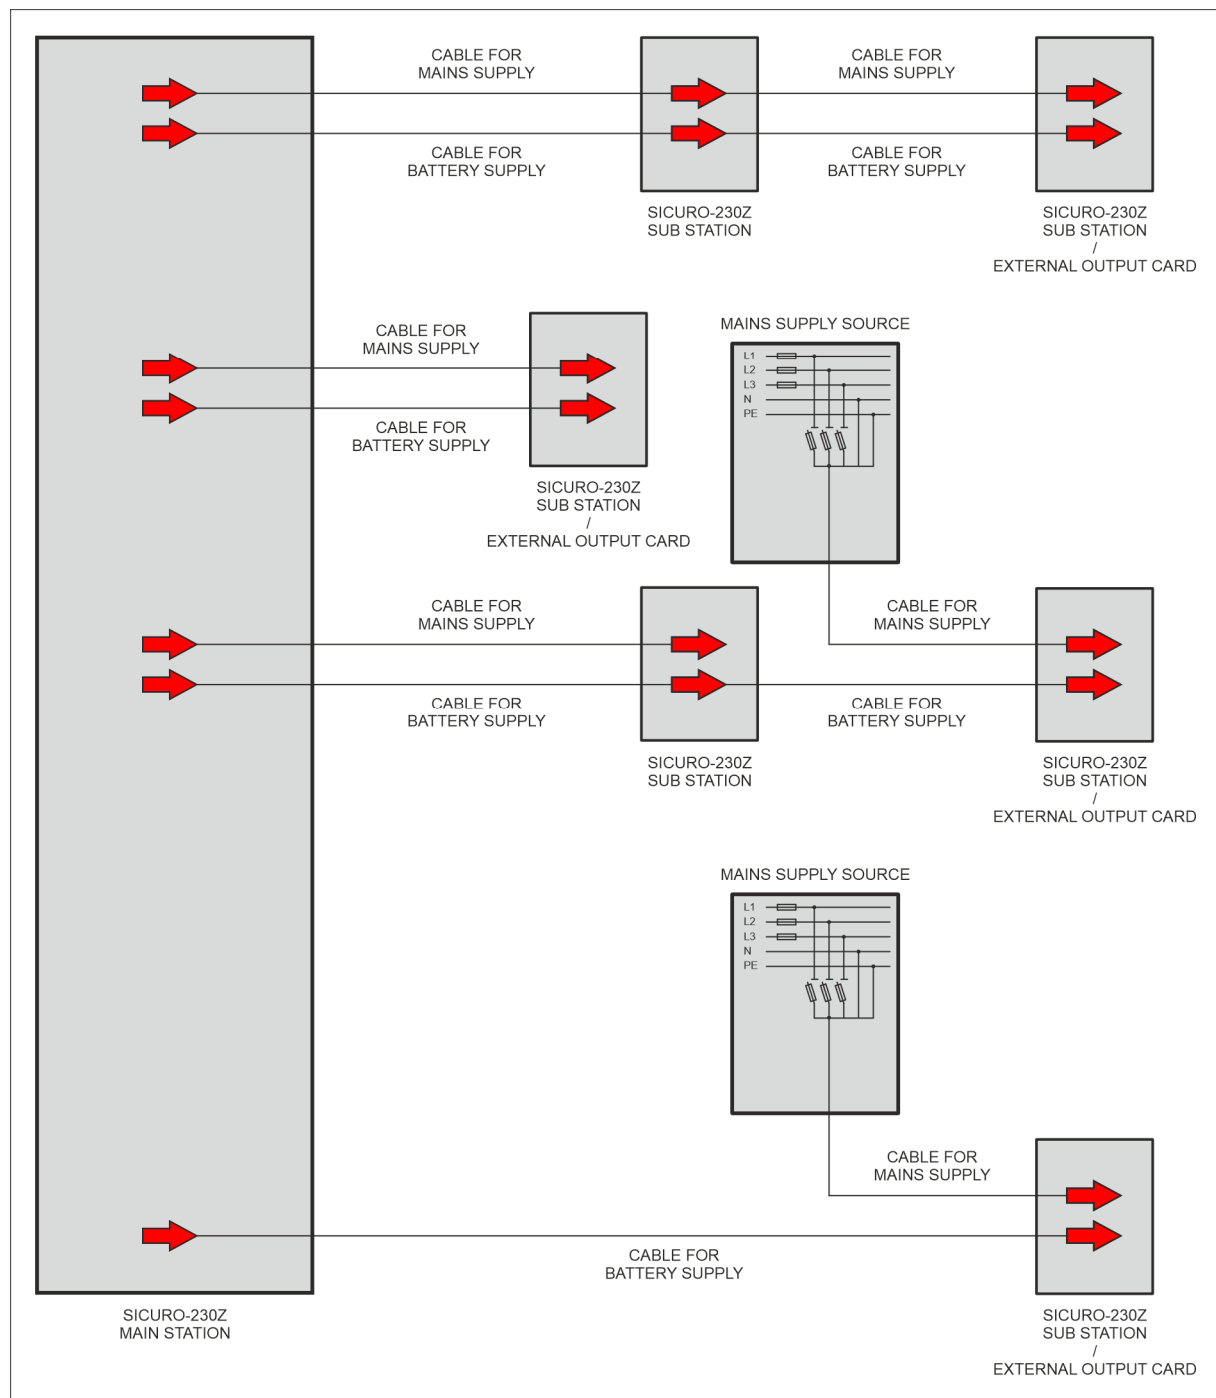 CABLE FOR
MAINS SUPPLY
CABLE FOR
MAINS SUPPLY
CABLE FOR
BATTERY SUPPLY
CABLE FOR
BATTERY SUPPLY
SICURO-230Z
SUB STATION
SICURO-230Z
SUB STATION
/
EXTERNAL OUTPUT CARD
CABLE FOR
MAINS SUPPLY
CABLE FOR
BATTERY SUPPLY
SICURO-230Z
SUB STATION
/
EXTERNAL OUTPUT CARD
MAINS SUPPLY SOURCE
L1
L2
L3
N
PE
CABLE FOR
MAINS SUPPLY
CABLE FOR
MAINS SUPPLY
CABLE FOR
BATTERY SUPPLY
CABLE FOR
BATTERY SUPPLY
SICURO-230Z
SUB STATION
SICURO-230Z
SUB STATION
/
EXTERNAL OUTPUT CARD
MAINS SUPPLY SOURCE
L1
L2
L3
N
PE
CABLE FOR
MAINS SUPPLY
CABLE FOR
BATTERY SUPPLY
SICURO-230Z
MAIN STATION
SICURO-230Z
SUB STATION
/
EXTERNAL OUTPUT CARD